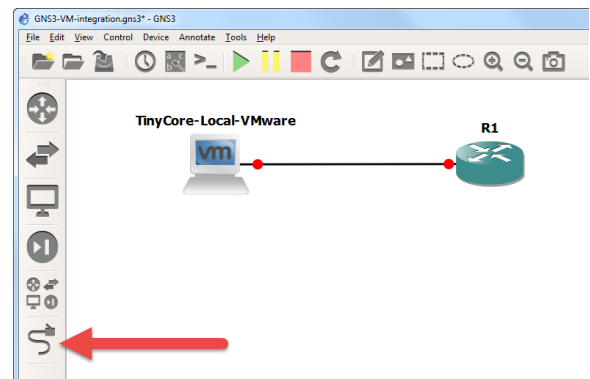 GNS3-VM-integration.gns3* - GNS3
File Edit View Control Device Annotate Tools Help
TinyCore-Local-VMware
R1
vm